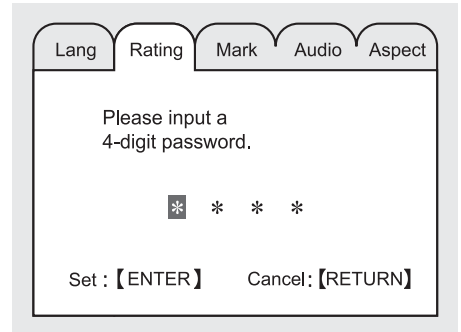 Lang Rating Mark Audio Aspect
Please input a
4-digit password.
* * * *
Set :【ENTER】 Cancel:【RETURN】